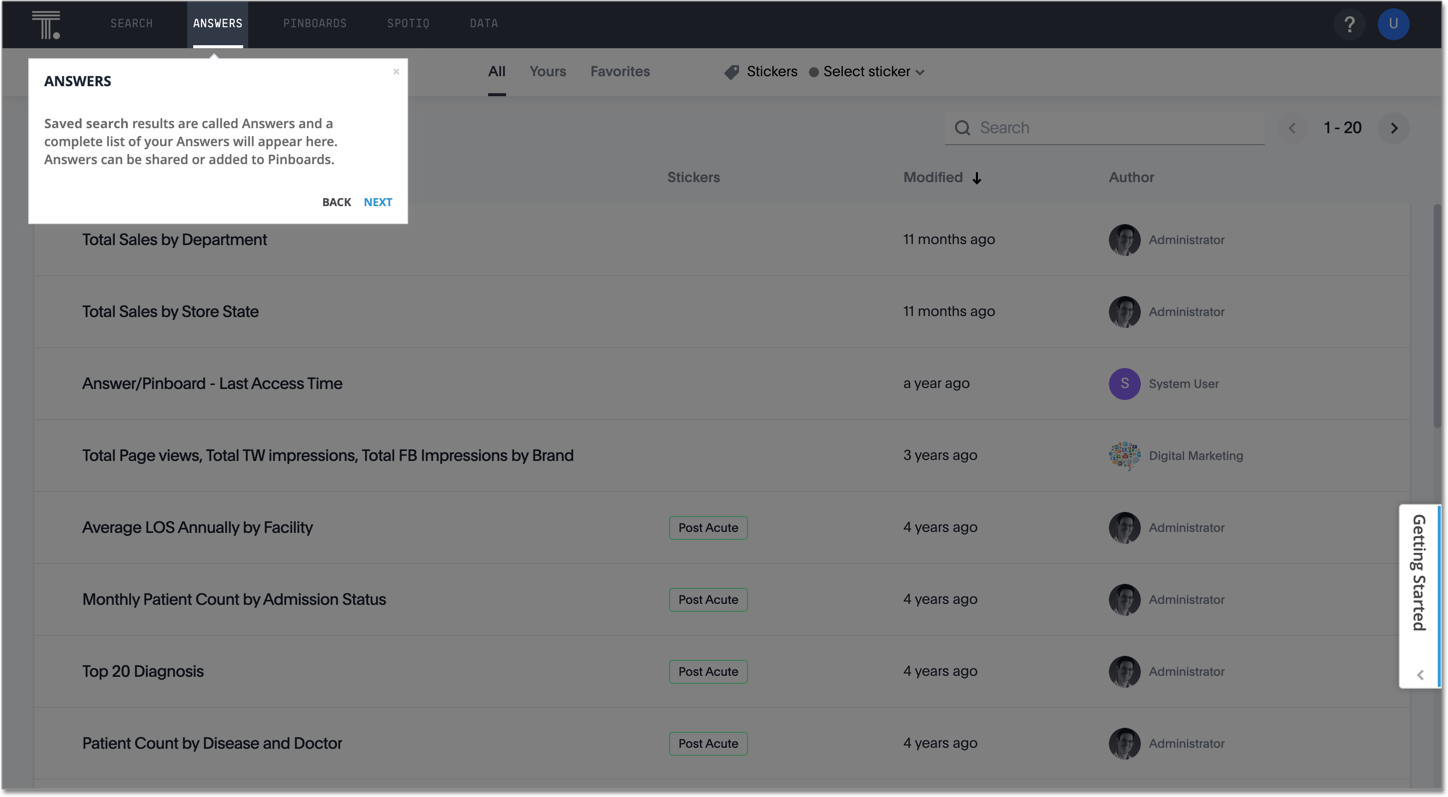 T.
SEARCH ANSWERS PINBOARDS SPOTIQ DATA ? U
All Yours Favorites Stickers Select sticker
ANSWERS ×
Saved search results are called Answers and a
complete list of your Answers will appear here.
Answers can be shared or added to Pinboards.
BACK NEXT
Search 1 - 20
Stickers Modified Author
Total Sales by Department 11 months ago Administrator
Total Sales by Store State 11 months ago Administrator
Answer/Pinboard - Last Access Time a year ago S System User
Total Page views, Total TW impressions, Total FB Impressions by Brand 3 years ago Digital Marketing
Average LOS Annually by Facility Post Acute 4 years ago Administrator
Monthly Patient Count by Admission Status Post Acute 4 years ago Administrator
Top 20 Diagnosis Post Acute 4 years ago Administrator
Patient Count by Disease and Doctor Post Acute 4 years ago Administrator
Getting Started